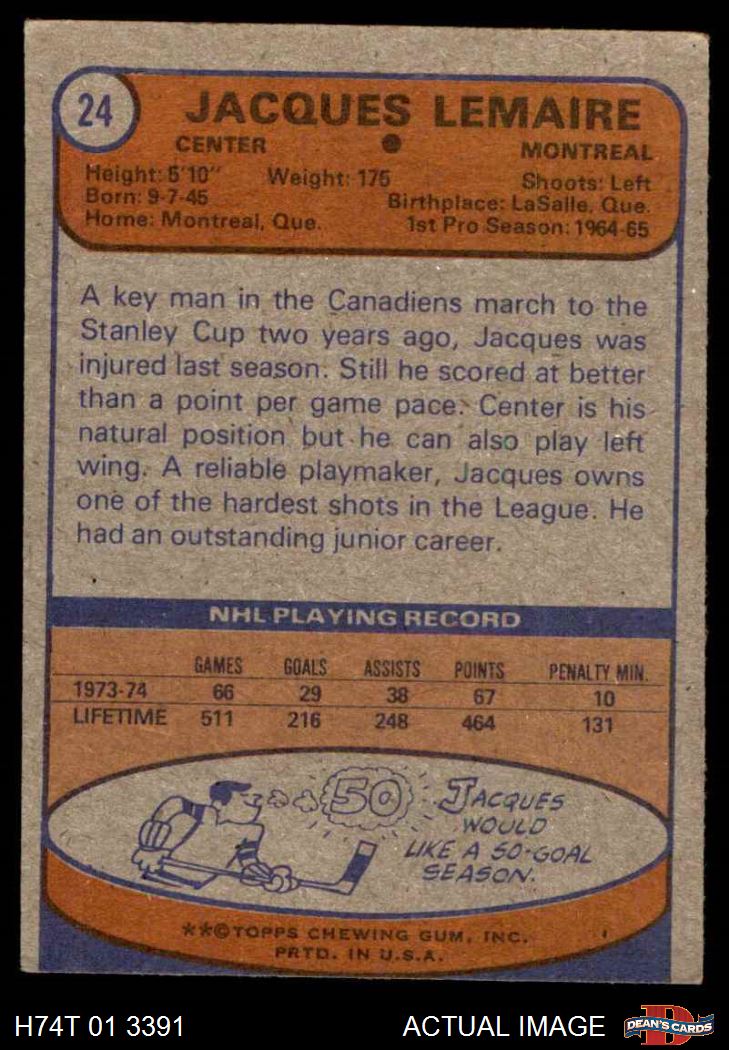 24
JACQUES LEMAIRE
CENTER
MONTREAL
Height: 5'10" Weight: 175 Shoots: Left
Born: 9-7-45 Birthplace: LaSalle, Que.
Home: Montreal, Que. 1st Pro Season: 1964-65
A key man in the Canadiens march to the
Stanley Cup two years ago, Jacques was
injured last season. Still he scored at better
than a point per game pace. Center is his
natural position but he can also play left
wing. A reliable playmaker, Jacques owns
one of the hardest shots in the League. He
had an outstanding junior career.
NHL PLAYING RECORD
GAMES GOALS ASSISTS POINTS PENALTY MIN.
1973-74 66 29 38 67 10
LIFETIME 511 216 248 464 131
50
JACQUES
WOULD
LIKE A 50-GOAL
SEASON.
**©TOPPS CHEWING GUM, INC.
PRTD. IN U.S.A.
H74T 01 3391 ACTUAL IMAGE
D
DEAN'S CARDS